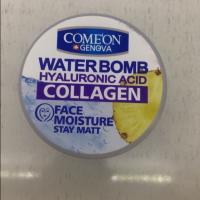 COME'ON
GENOVA
WATER BOMB
HYALURONIC ACID
COLLAGEN
FACE
MOISTURE
STAY MATT